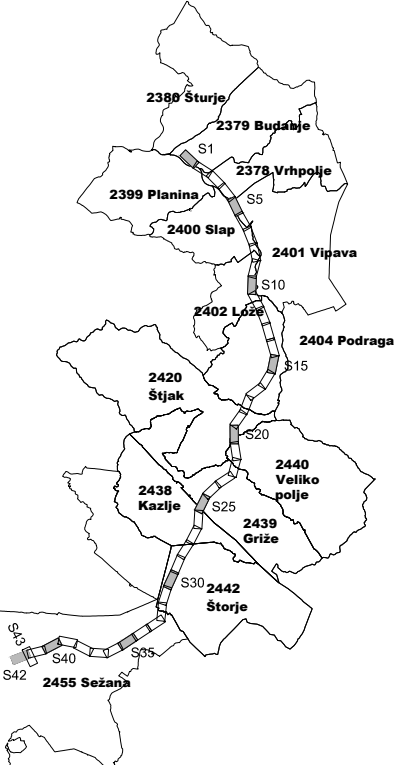 2380 Šturje
2379 Budanje
S1
2378 Vrhpolje
2399 Planina
S5
2400 Slap
2401 Vipava
S10
2402 Lože
2404 Podraga
S15
2420
Štjak
S20
2440
Veliko
polje
2438
Kazlje
S25
2439
Griže
S30
2442
Štorje
S43
S35
S40
S42
2455 Sežana